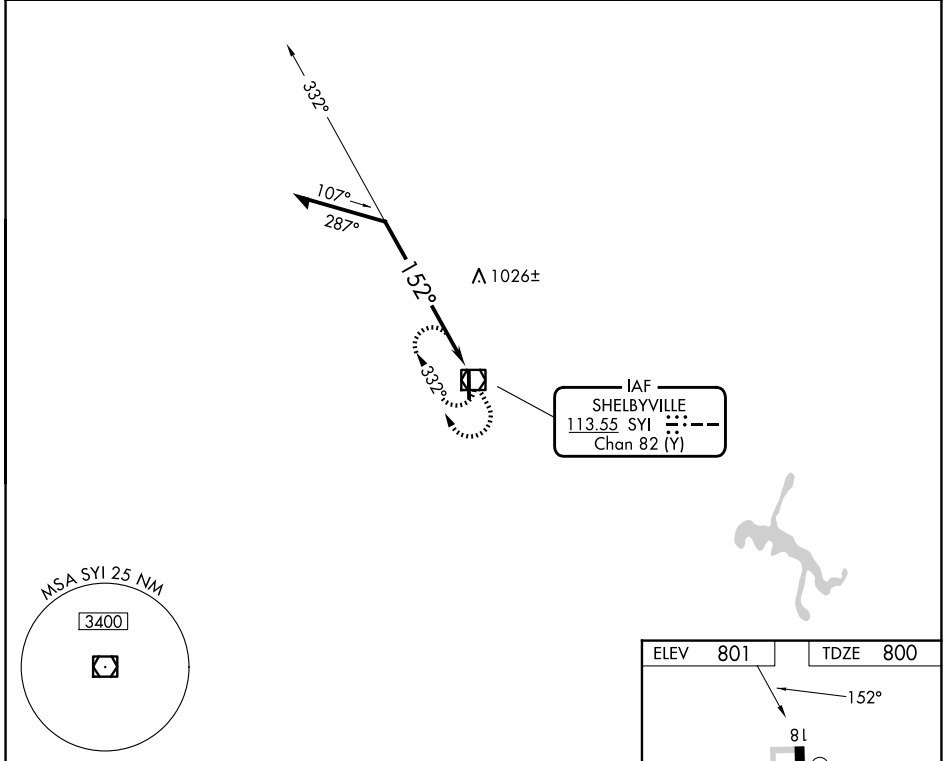 332°
107°
287°
152°
1026±
332°
IAF
SHELBYVILLE
113.55 SYI
Chan 82 (Y)
MSA SYI 25 NM
3400
ELEV 801 TDZE 800
152°
18